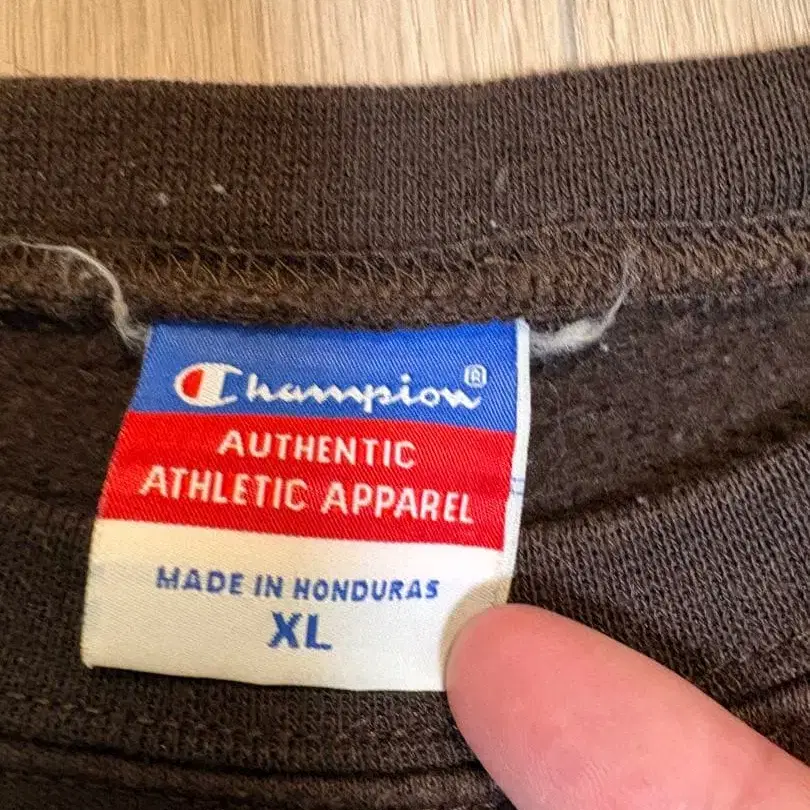 Champion®
AUTHENTIC
ATHLETIC APPAREL
MADE IN HONDURAS
XL